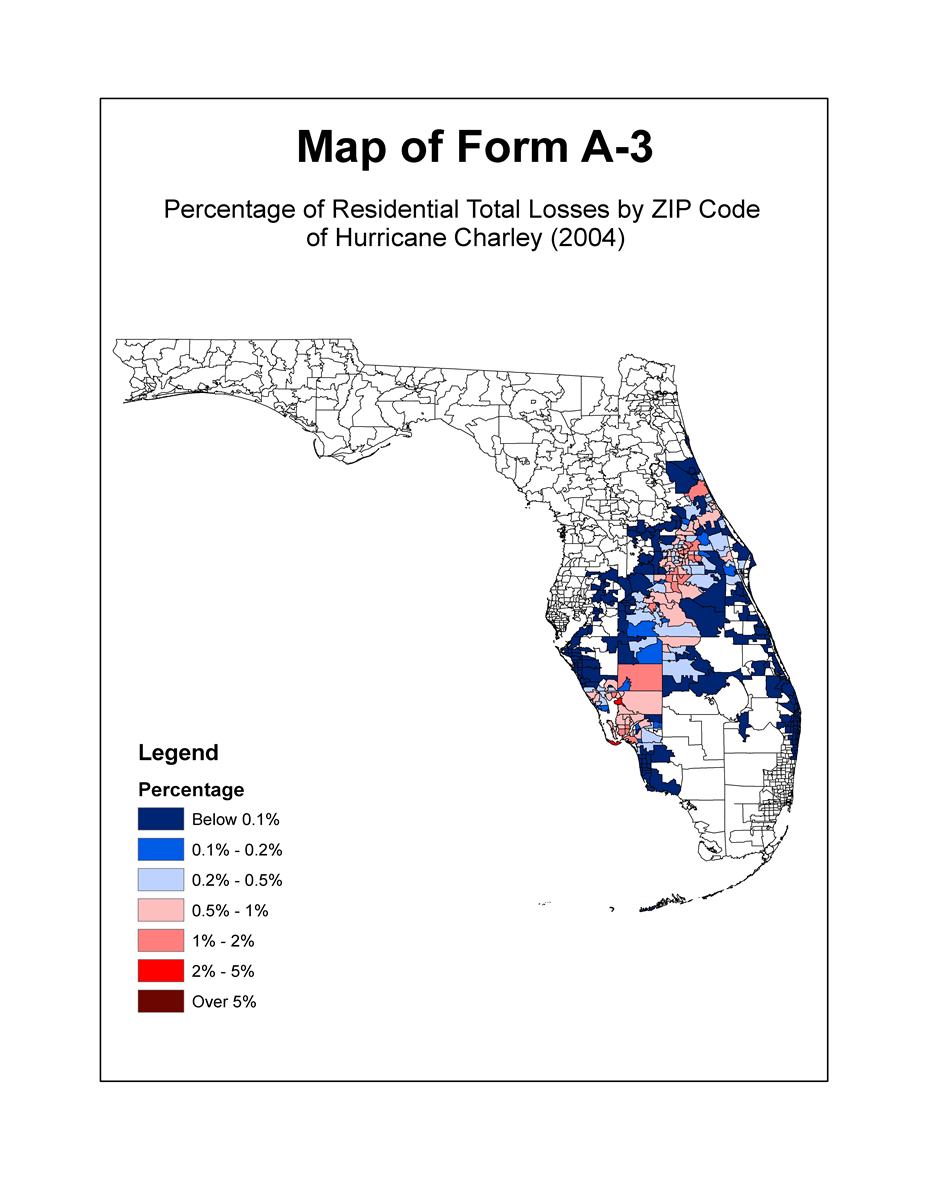 Map of Form A-3
Percentage of Residential Total Losses by ZIP Code
of Hurricane Charley (2004)
Legend
Percentage
Below 0.1%
0.1% - 0.2%
0.2% - 0.5%
0.5% - 1%
1% - 2%
2% - 5%
Over 5%